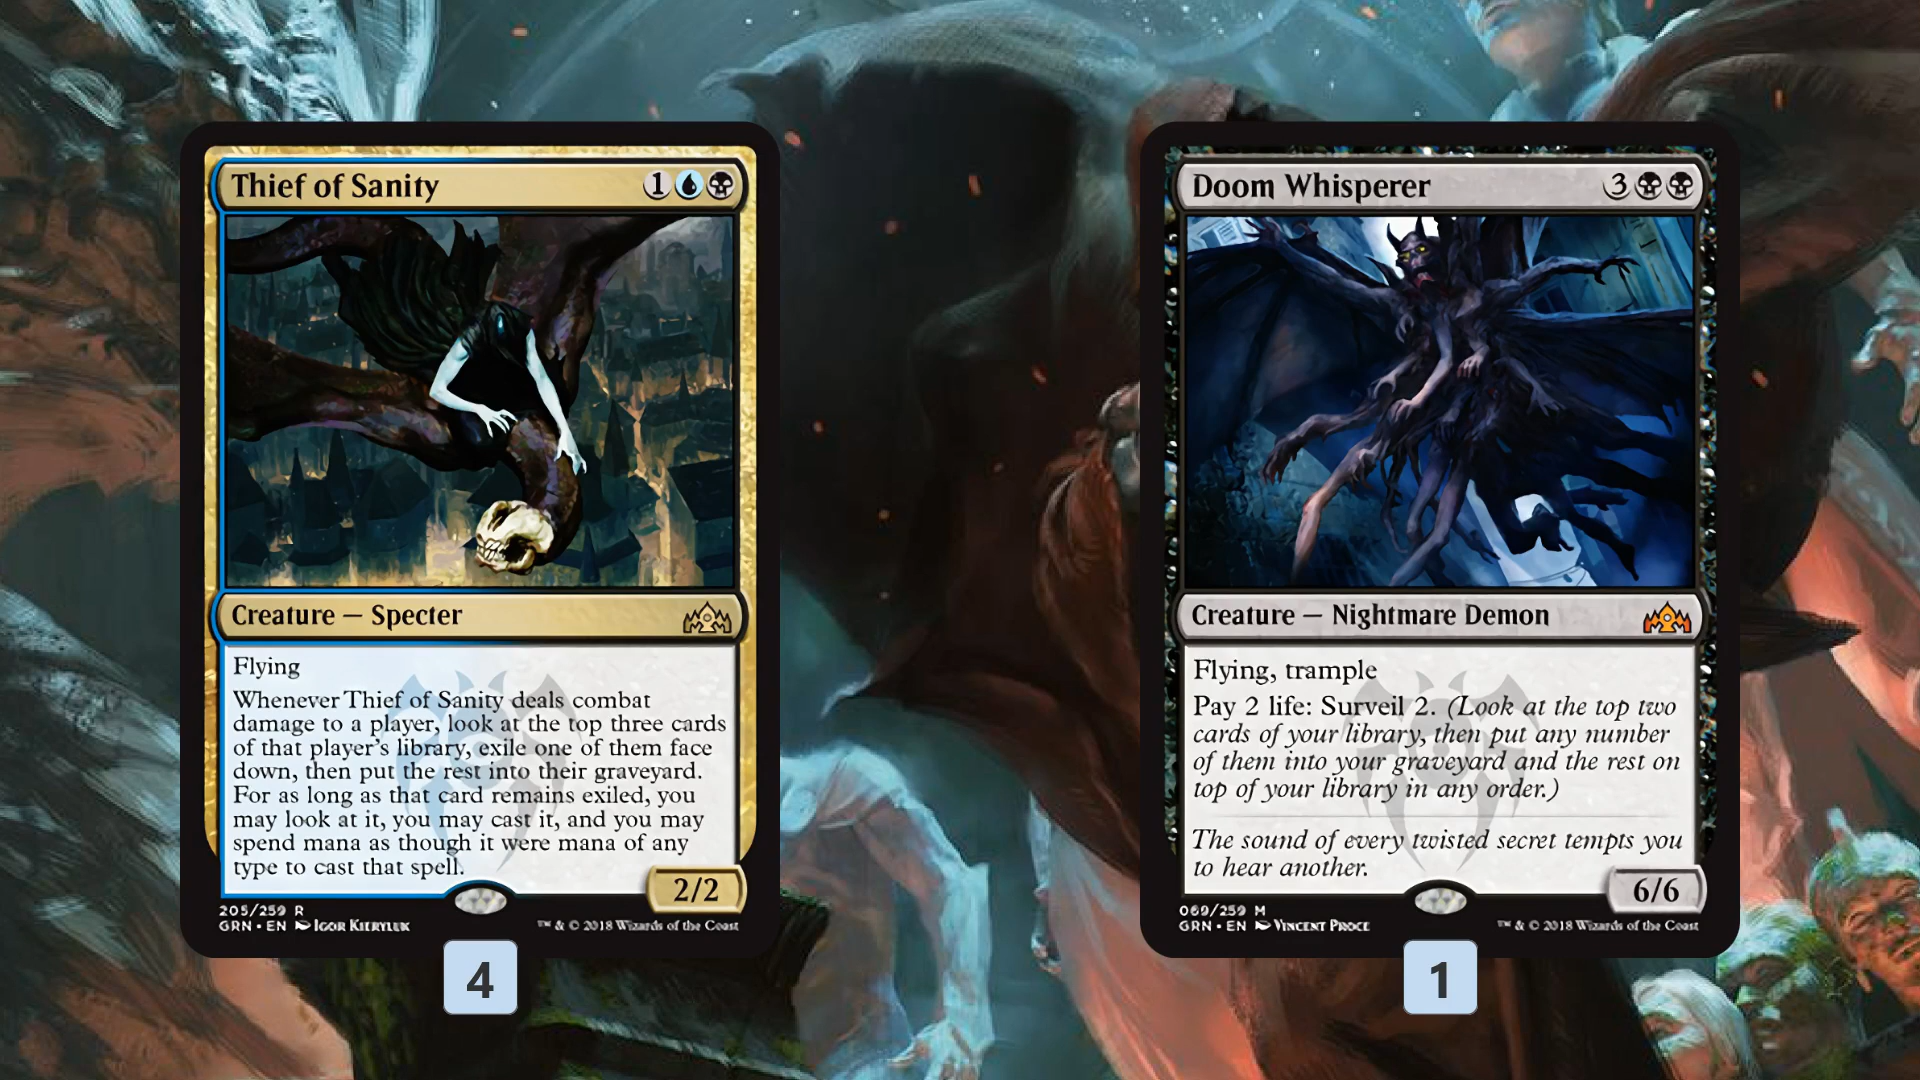 Thief of Sanity 1
Creature — Specter
Flying
Whenever Thief of Sanity deals combat
damage to a player, look at the top three cards
of that player's library, exile one of them face
down, then put the rest into their graveyard.
For as long as that card remains exiled, you
may look at it, you may cast it, and you may
spend mana as though it were mana of any
type to cast that spell.
2/2
205/259 R
GRN • EN Igor Kieryluk
™ & © 2018 Wizards of the Coast
4
Doom Whisperer 3
Creature — Nightmare Demon
Flying, trample
Pay 2 life: Surveil 2. (Look at the top two
cards of your library, then put any number
of them into your graveyard and the rest on
top of your library in any order.)
The sound of every twisted secret tempts you
to hear another.
6/6
069/259 M
GRN • EN Vincent Proce
™ & © 2018 Wizards of the Coast
1